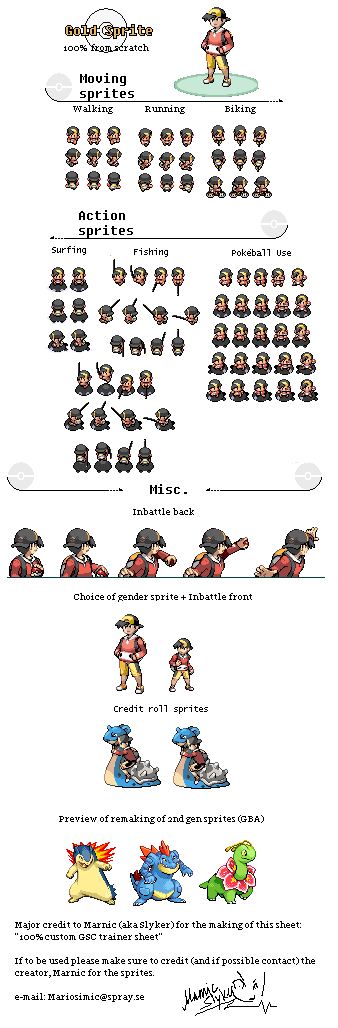 Gold Sprite
100% from scratch
Moving
sprites
Walking
Running
Biking
Action
sprites
Surfing
Fishing
Pokéball Use
Misc.
Inbattle back
Choice of gender sprite + Inbattle front
Credit roll sprites
Preview of remaking of 2nd gen sprites (GBA)
Major credit to Marnic (aka Slyker) for the making of this sheet:
"100% custom GSC trainer sheet"
If to be used please make sure to credit (and if possible contact) the
creator, Marnic for the sprites.
e-mail: Mariosimic@spray.se
Marnic
Slyker